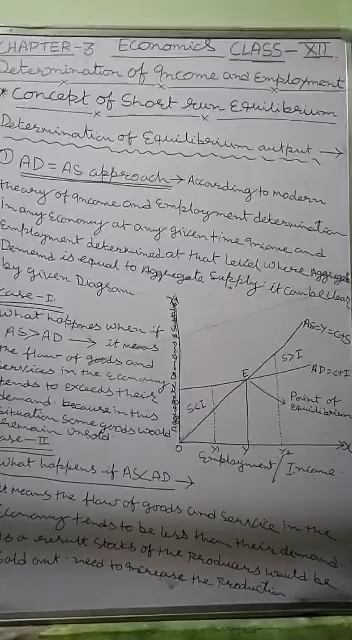 CHAPTER-3 Economics CLASS-XII
Determination of Income and Employment
* Concept of Short run Equilibrium
Determination of Equilibrium output →
① AD = AS approach → According to modern
theory of Income and Employment determination
in any Economy at any given time Income and
Employment determined at that Level where Aggregate
Demand is equal to Aggregate Supply. it can be clear
by given Diagram.
Case-I
What happnes when if
AS>AD → it means
the flow of goods and
services in the Economy
tends to exceeds their
demand because in this
situation some goods would
remain unsold.
Case-II
What happens if AS<AD →
it means the flow of goods and service in the
Economy tends to be less then their demand.
As a result stocks of the Producers would be
sold out. need to increase the Production.
Aggregate Demand & Supply
AS=Y=C+S
S>I
AD=C+I
E
Point of
equilibrium
S<I
O
Y1
Y
Y2
X
Employment / Income